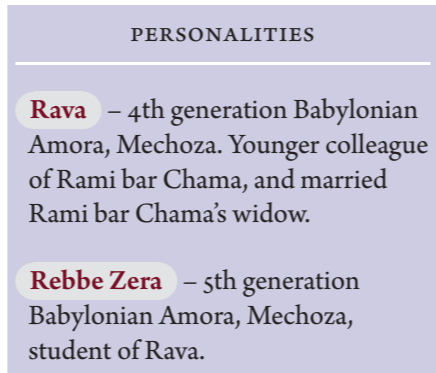 PERSONALITIES
Rava – 4th generation Babylonian
Amora, Mechoza. Younger colleague
of Rami bar Chama, and married
Rami bar Chama’s widow.
Rebbe Zera – 5th generation
Babylonian Amora, Mechoza,
student of Rava.